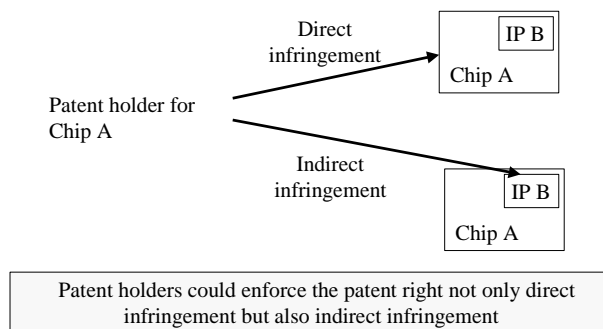 Direct
infringement
IP B
Chip A
Patent holder for
Chip A
Indirect
infringement
IP B
Chip A
Patent holders could enforce the patent right not only direct
infringement but also indirect infringement